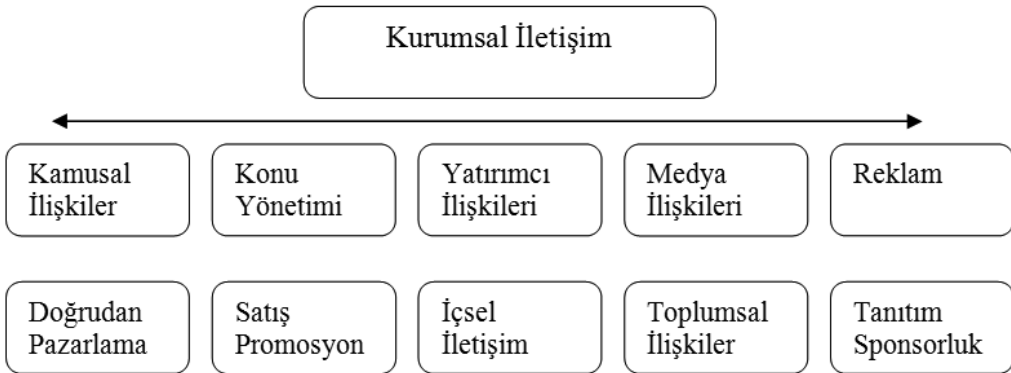 Kurumsal İletişim
Kamusal
İlişkiler
Konu
Yönetimi
Yatırımcı
İlişkileri
Medya
İlişkileri
Reklam
Doğrudan
Pazarlama
Satış
Promosyon
İçsel
İletişim
Toplumsal
İlişkiler
Tanıtım
Sponsorluk